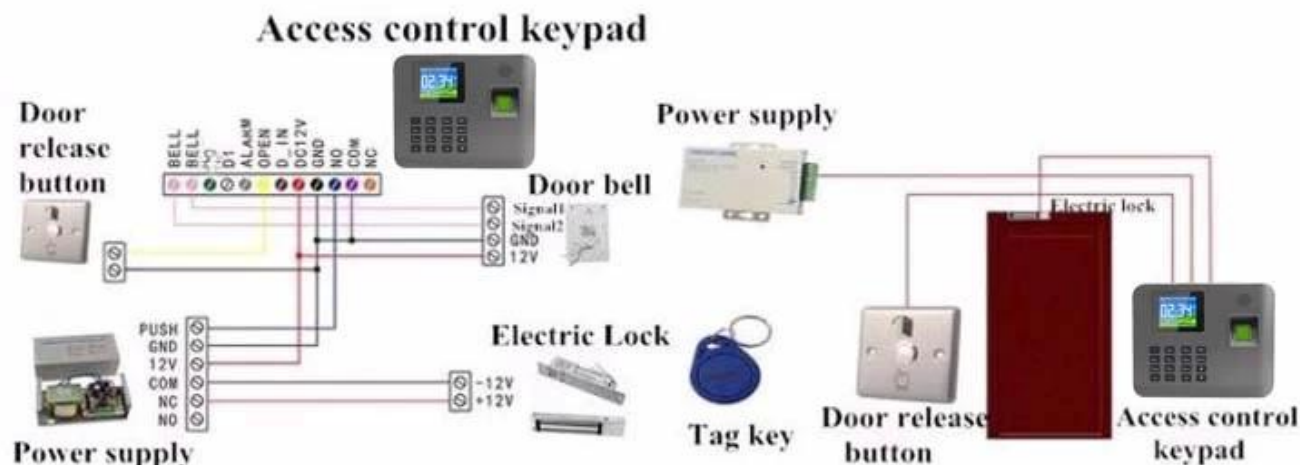 Access control keypad
02:34
Door
release
button
BELL
BELL
D1
ALARM
OPEN
D_IN
DC12V
GND
NO
COM
NC
Door bell
Signal1
Signal2
GND
12V
PUSH
GND
12V
COM
NC
NO
Power supply
Electric Lock
-12V
+12V
Tag key
Power supply
Electric lock
02:34
Door release
button
Access control
keypad